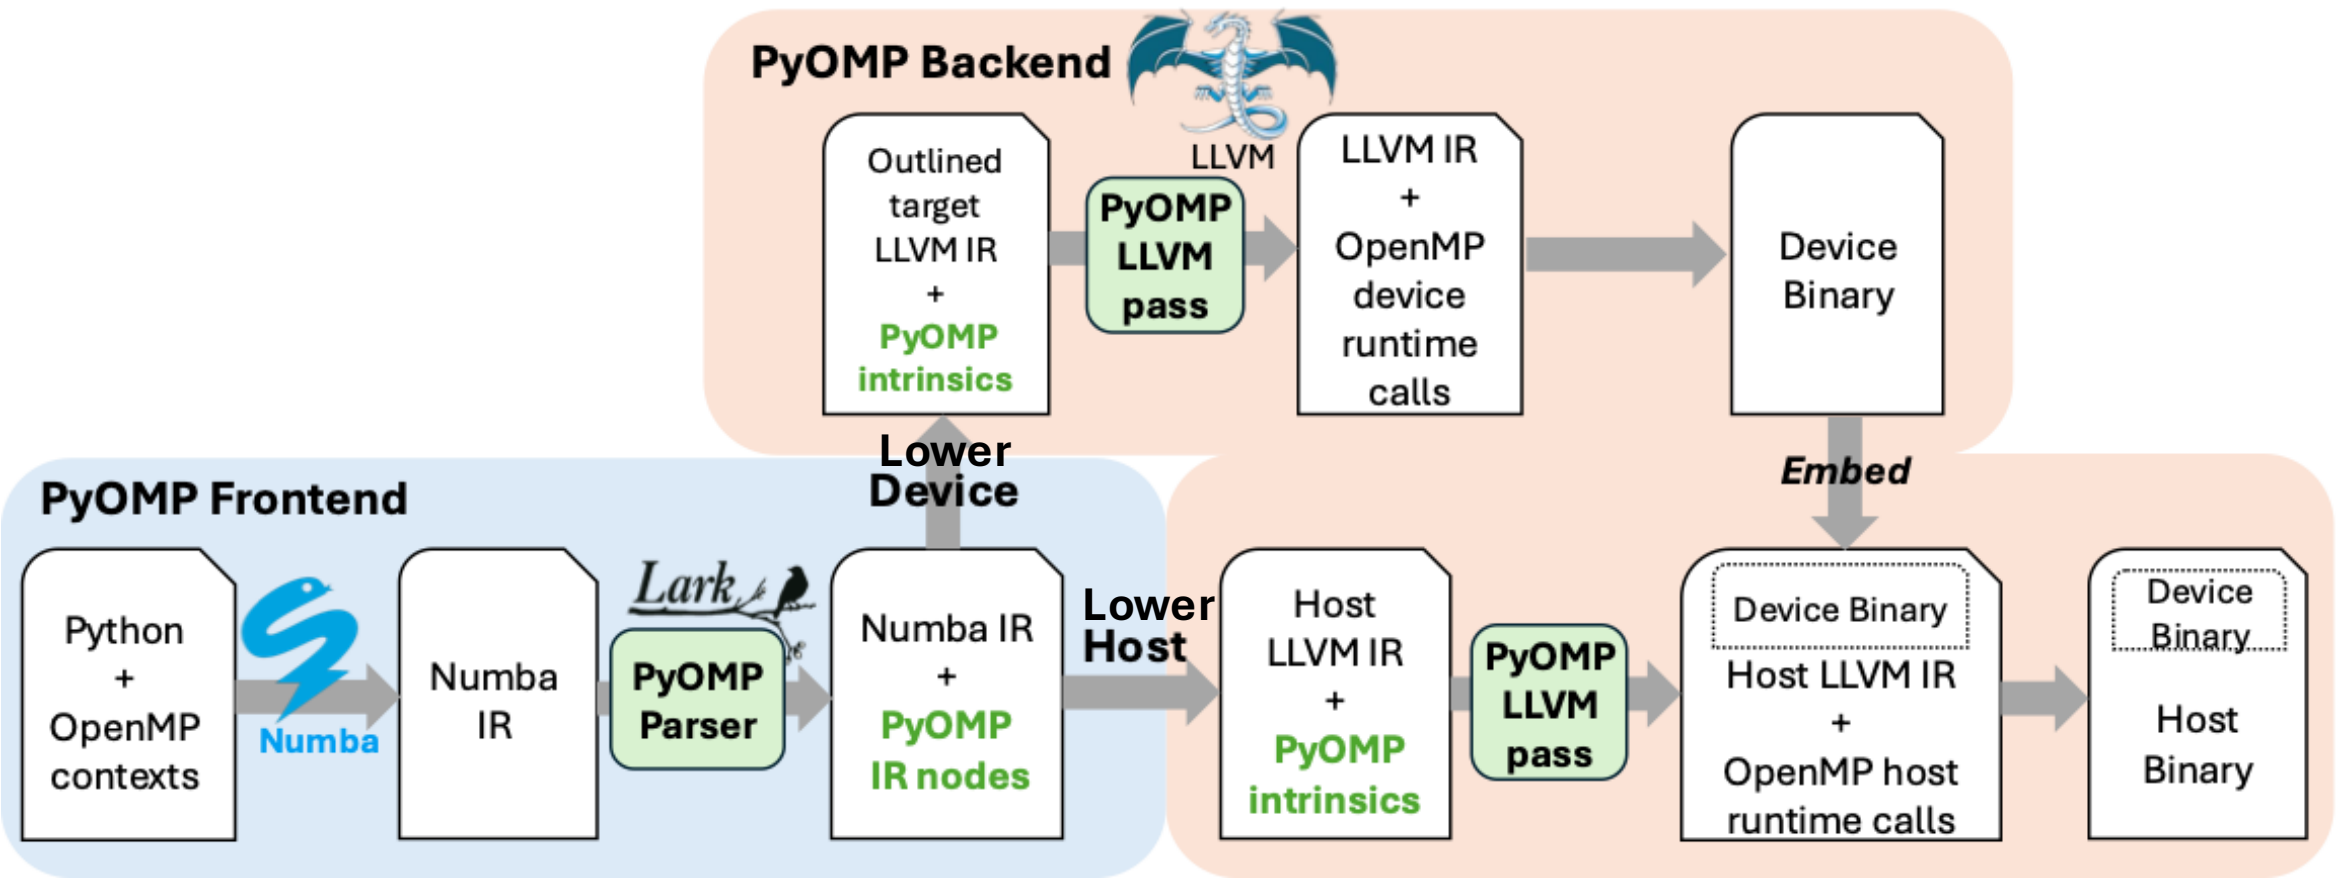 PyOMP Backend
LLVM
Outlined
target
LLVM IR
+
PyOMP
intrinsics
PyOMP
LLVM
pass
LLVM IR
+
OpenMP
device
runtime
calls
Device
Binary
Lower
Device
Embed
PyOMP Frontend
Python
+
OpenMP
contexts
Numba
Numba
IR
Lark
PyOMP
Parser
Numba IR
+
PyOMP
IR nodes
Lower
Host
Host
LLVM IR
+
PyOMP
intrinsics
PyOMP
LLVM
pass
Device Binary
Host LLVM IR
+
OpenMP host
runtime calls
Device
Binary
Host
Binary